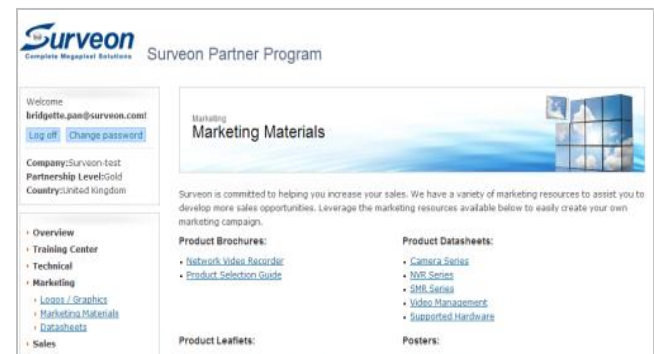 Surveon
Complete Megapixel Solutions
Surveon Partner Program
Welcome
bridgette.pan@surveon.com!
Log off Change password
Company:Surveon-test
Partnership Level:Gold
Country:United Kingdom
Overview
Training Center
Technical
Marketing
Logos / Graphics
Marketing Materials
Datasheets
Sales
Marketing
Marketing Materials
Surveon is committed to helping you increase your sales. We have a variety of marketing resources to assist you to
develop more sales opportunities. Leverage the marketing resources available below to easily create your own
marketing campaign.
Product Brochures:
Network Video Recorder
Product Selection Guide
Product Datasheets:
Camera Series
NVR Series
SMR Series
Video Management
Supported Hardware
Product Leaflets:
Posters: